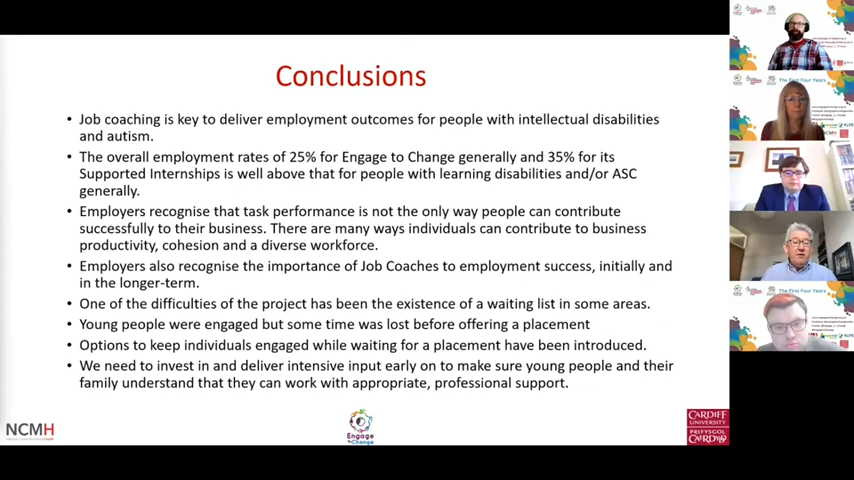 Conclusions
• Job coaching is key to deliver employment outcomes for people with intellectual disabilities
and autism.
• The overall employment rates of 25% for Engage to Change generally and 35% for its
Supported Internships is well above that for people with learning disabilities and/or ASC
generally.
• Employers recognise that task performance is not the only way people can contribute
successfully to their business. There are many ways individuals can contribute to business
productivity, cohesion and a diverse workforce.
• Employers also recognise the importance of Job Coaches to employment success, initially and
in the longer-term.
• One of the difficulties of the project has been the existence of a waiting list in some areas.
• Young people were engaged but some time was lost before offering a placement
• Options to keep individuals engaged while waiting for a placement have been introduced.
• We need to invest in and deliver intensive input early on to make sure young people and their
family understand that they can work with appropriate, professional support.
NCMH
Engage
to Change
CARDIFF
UNIVERSITY
PRIFYSGOL
CAERDYDD
The First Four Years
The First Four Years